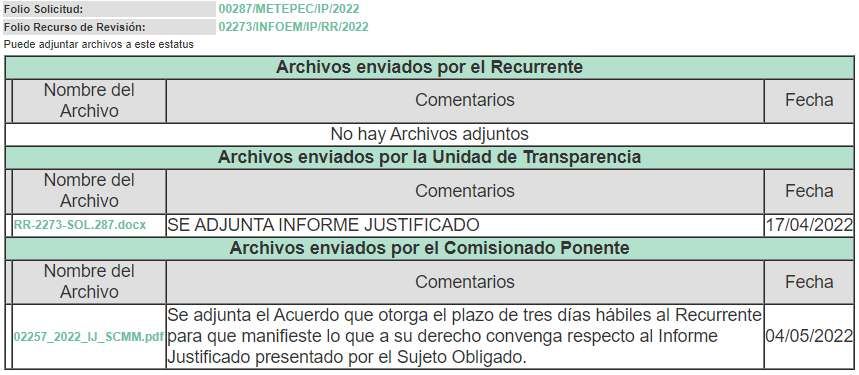 Folio Solicitud: 00287/METEPEC/IP/2022
Folio Recurso de Revisión: 02273/INFOEM/IP/RR/2022
Puede adjuntar archivos a este estatus
Archivos enviados por el Recurrente
Nombre del Archivo Comentarios Fecha
No hay Archivos adjuntos
Archivos enviados por la Unidad de Transparencia
Nombre del Archivo Comentarios Fecha
RR-2273-SOL.287.docx SE ADJUNTA INFORME JUSTIFICADO 17/04/2022
Archivos enviados por el Comisionado Ponente
Nombre del Archivo Comentarios Fecha
02257_2022_IJ_SCMM.pdf Se adjunta el Acuerdo que otorga el plazo de tres días hábiles al Recurrente
para que manifieste lo que a su derecho convenga respecto al Informe 04/05/2022
Justificado presentado por el Sujeto Obligado.